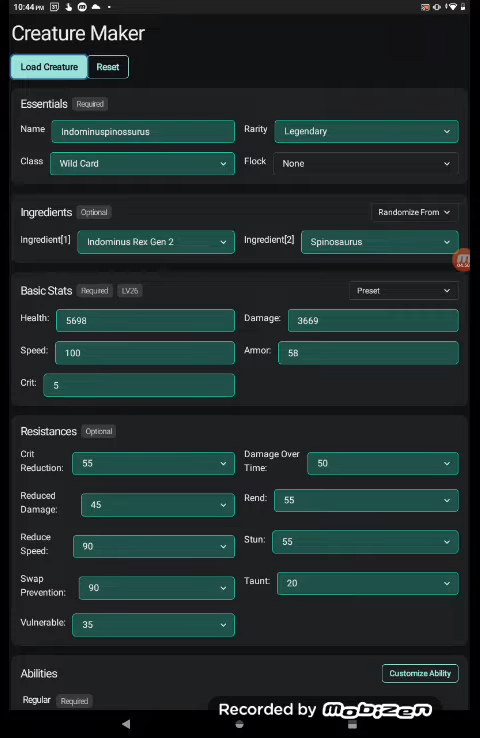 10:44 PM 31
Creature Maker
Load Creature Reset
Essentials Required
Name Indominuspinossurus Rarity Legendary
Class Wild Card Flock None
Ingredients Optional Randomize From
Ingredient[1] Indominus Rex Gen 2 Ingredient[2] Spinosaurus
Basic Stats Required LV26 Preset
Health: 5698 Damage: 3669
Speed: 100 Armor: 58
Crit: 5
Resistances Optional
Crit Reduction: 55 Damage Over Time: 50
Reduced Damage: 45 Rend: 55
Reduce Speed: 90 Stun: 55
Swap Prevention: 90 Taunt: 20
Vulnerable: 35
Abilities Customize Ability
Regular Required
Recorded by Mobizen